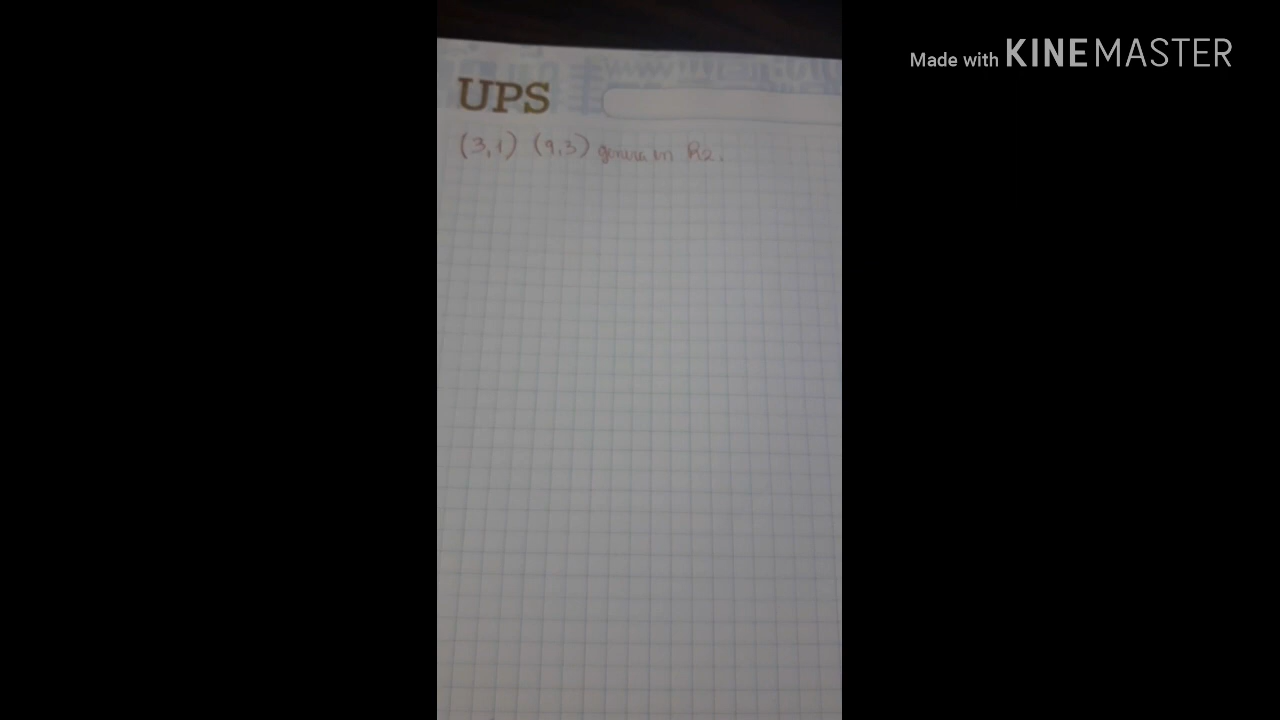 Made with KINEMASTER
UPS
(3,1) (9,3) genera en R2.